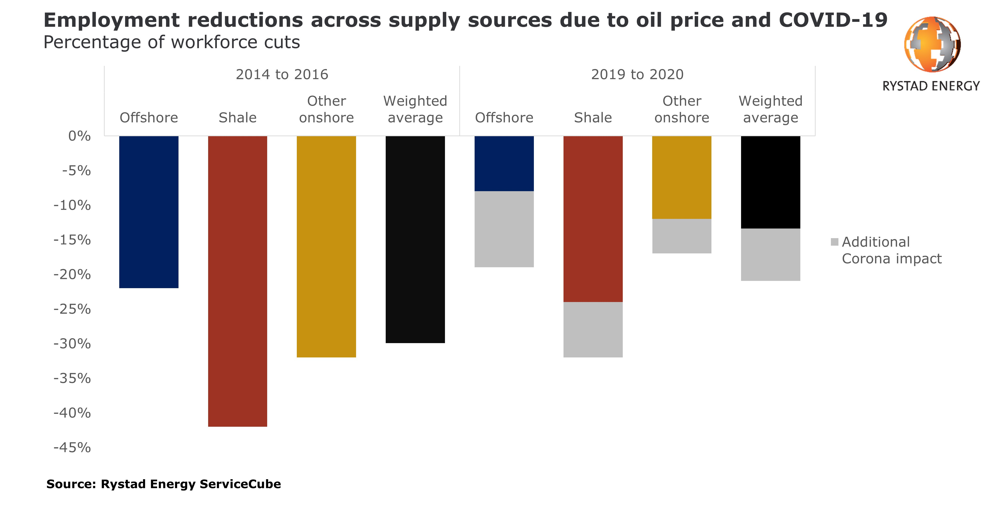 Employment reductions across supply sources due to oil price and COVID-19
Percentage of workforce cuts
RYSTAD ENERGY
2014 to 2016
2019 to 2020
Offshore
Shale
Other
onshore
Weighted
average
Offshore
Shale
Other
onshore
Weighted
average
0%
-5%
-10%
-15%
-20%
-25%
-30%
-35%
-40%
-45%
Additional
Corona impact
Source: Rystad Energy ServiceCube